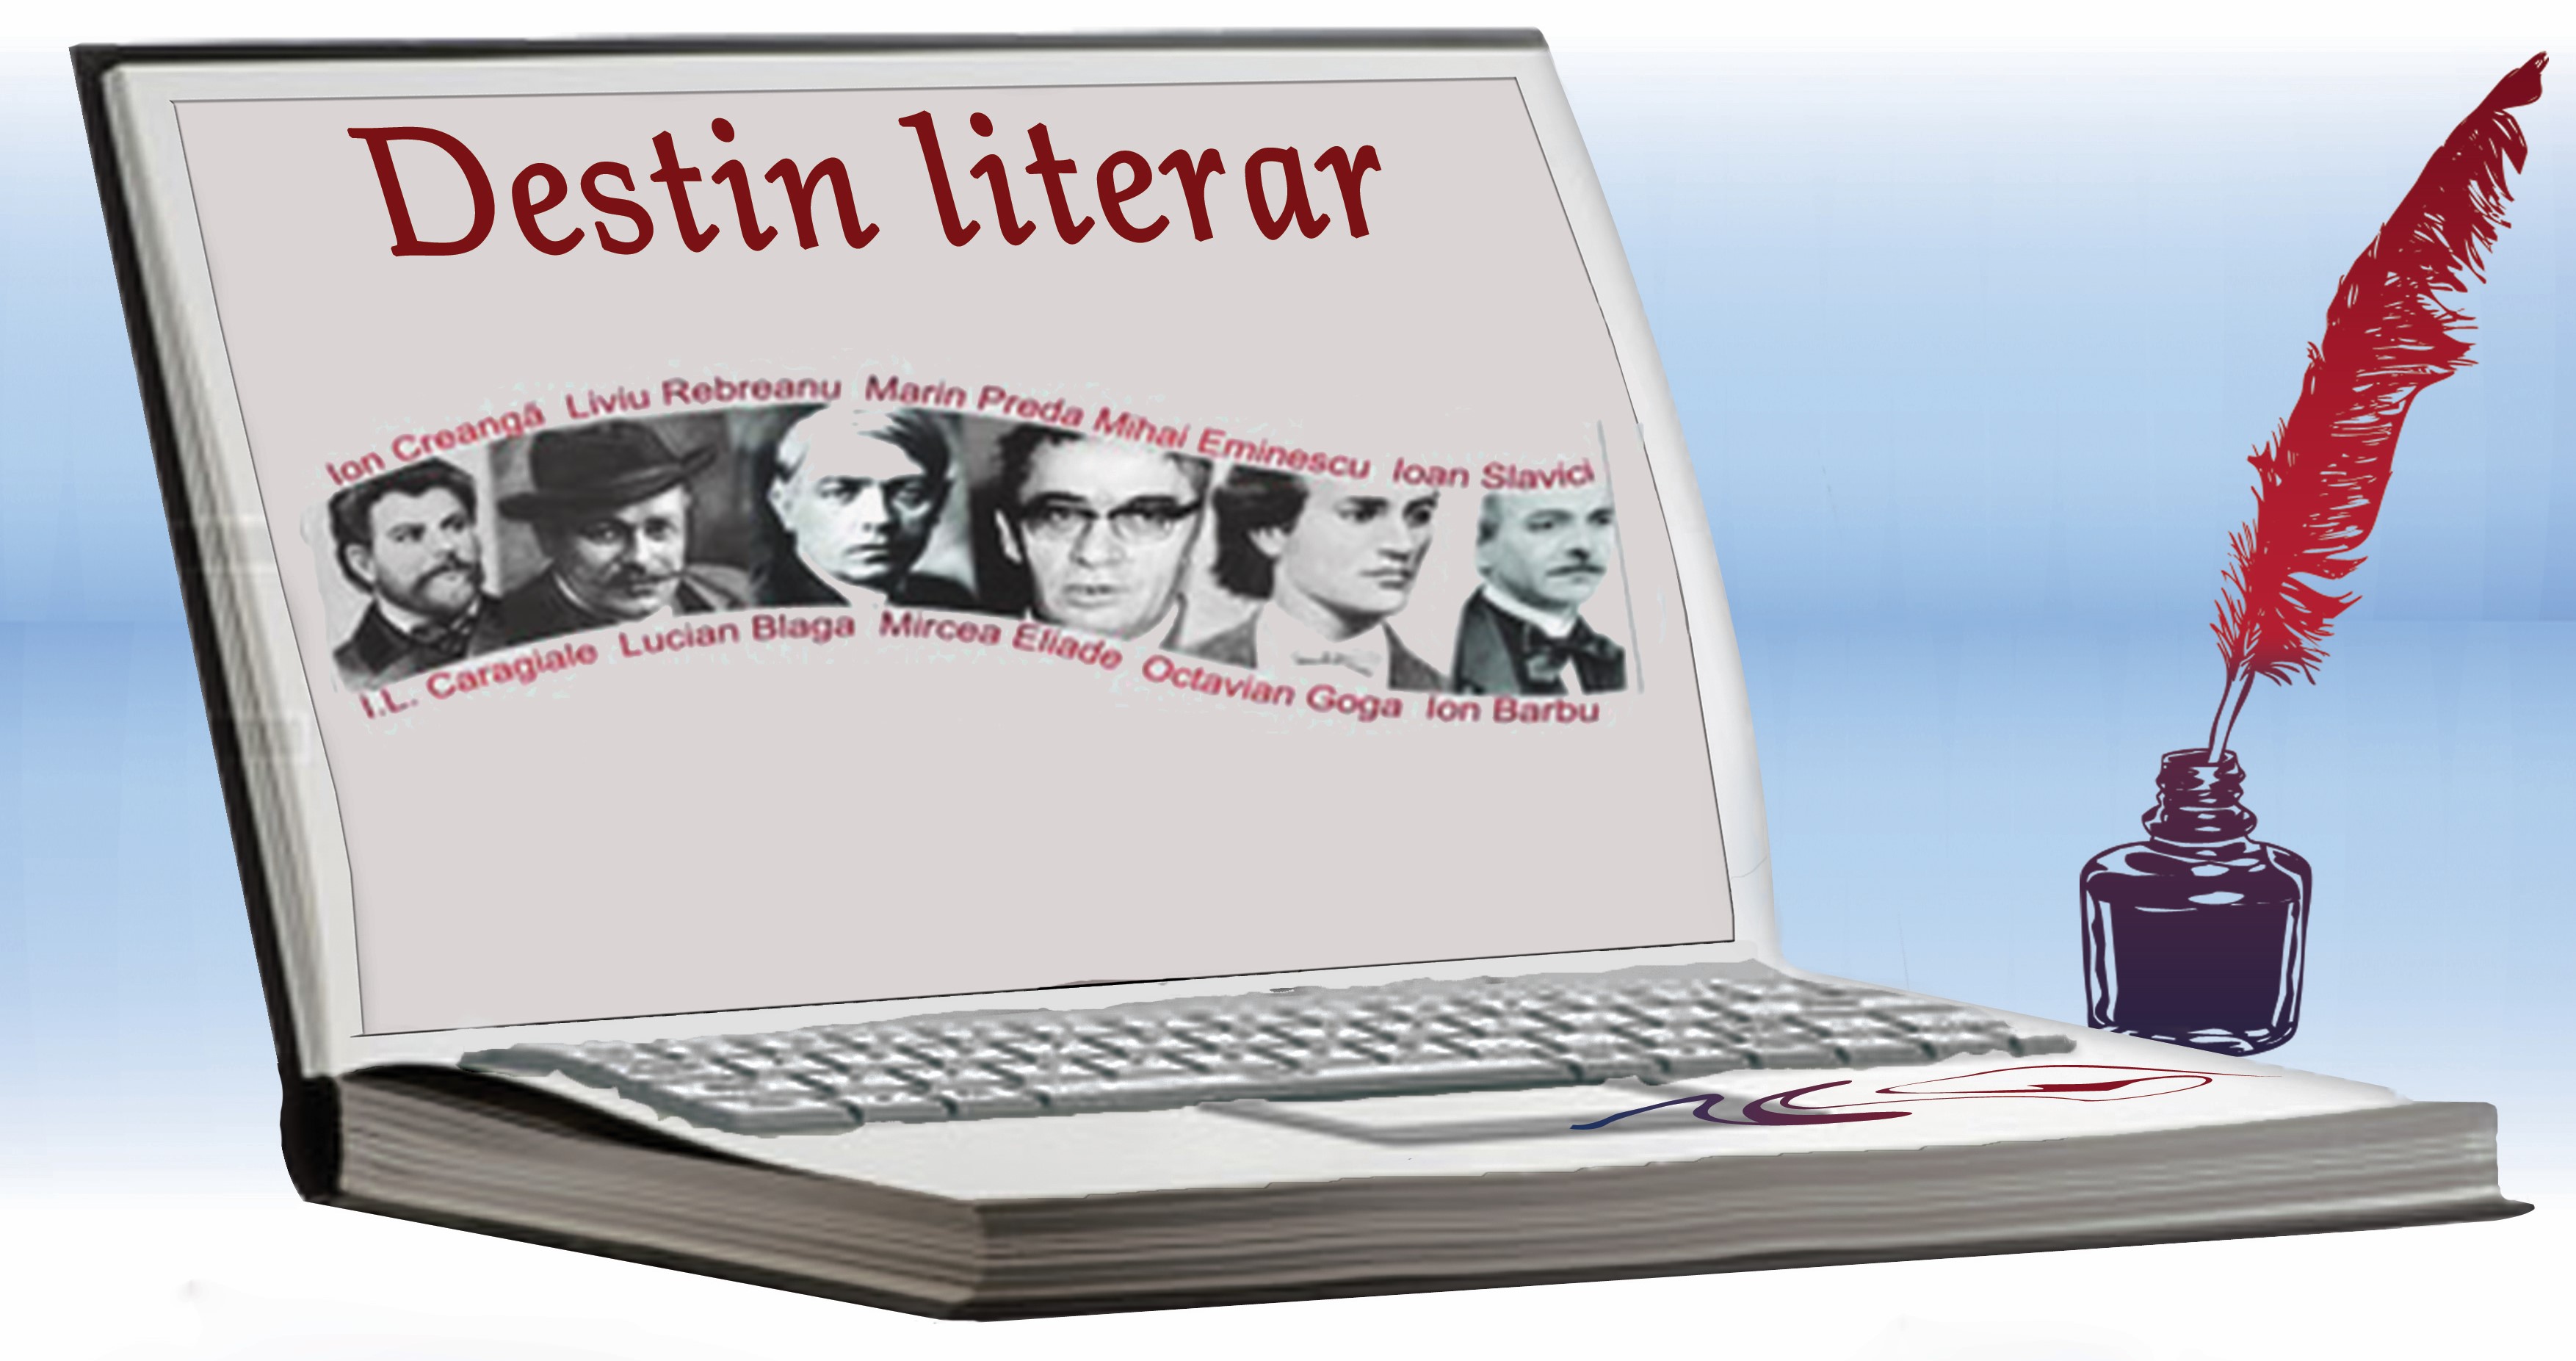 Destin literar
Ion Creangă Liviu Rebreanu Marin Preda Mihai Eminescu Ioan Slavici
I.L. Caragiale Lucian Blaga Mircea Eliade Octavian Goga Ion Barbu